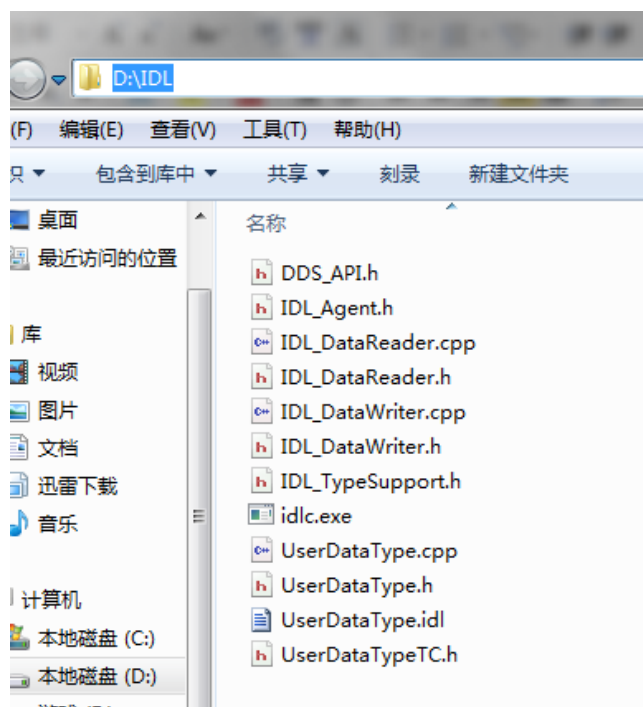 D:\IDL
(F) 编辑(E) 查看(V) 工具(T) 帮助(H)
包含到库中 共享 刻录 新建文件夹
桌面
最近访问的位置
库
视频
图片
文档
迅雷下载
音乐
计算机
本地磁盘 (C:)
本地磁盘 (D:)
名称
DDS_API.h
IDL_Agent.h
IDL_DataReader.cpp
IDL_DataReader.h
IDL_DataWriter.cpp
IDL_DataWriter.h
IDL_TypeSupport.h
idlc.exe
UserDataType.cpp
UserDataType.h
UserDataType.idl
UserDataTypeTC.h